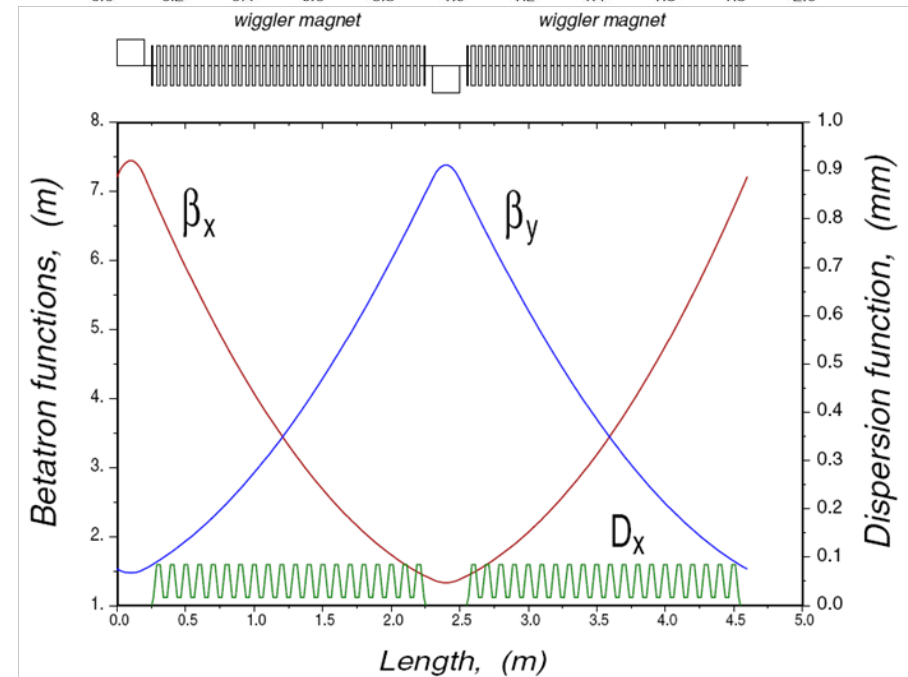 wiggler magnet wiggler magnet
8. 1.0
7. 0.9
0.8
6. 0.7
5. 0.6
0.5
4. 0.4
3. 0.3
2. 0.2
0.1
1. 0.0
βx βy
Dx
Betatron functions, (m)
Dispersion function, (mm)
0.0 0.5 1.0 1.5 2.0 2.5 3.0 3.5 4.0 4.5 5.0
Length, (m)